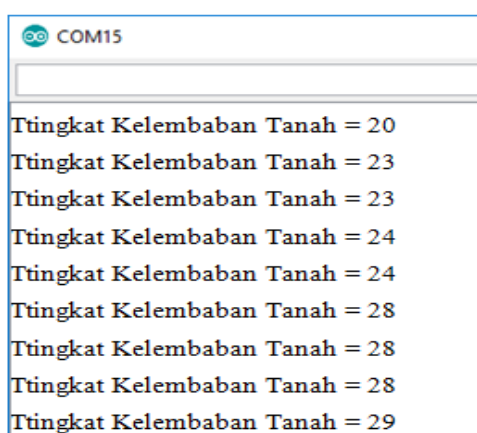 COM15
Ttingkat Kelembaban Tanah = 20
Ttingkat Kelembaban Tanah = 23
Ttingkat Kelembaban Tanah = 23
Ttingkat Kelembaban Tanah = 24
Ttingkat Kelembaban Tanah = 24
Ttingkat Kelembaban Tanah = 28
Ttingkat Kelembaban Tanah = 28
Ttingkat Kelembaban Tanah = 28
Ttingkat Kelembaban Tanah = 29